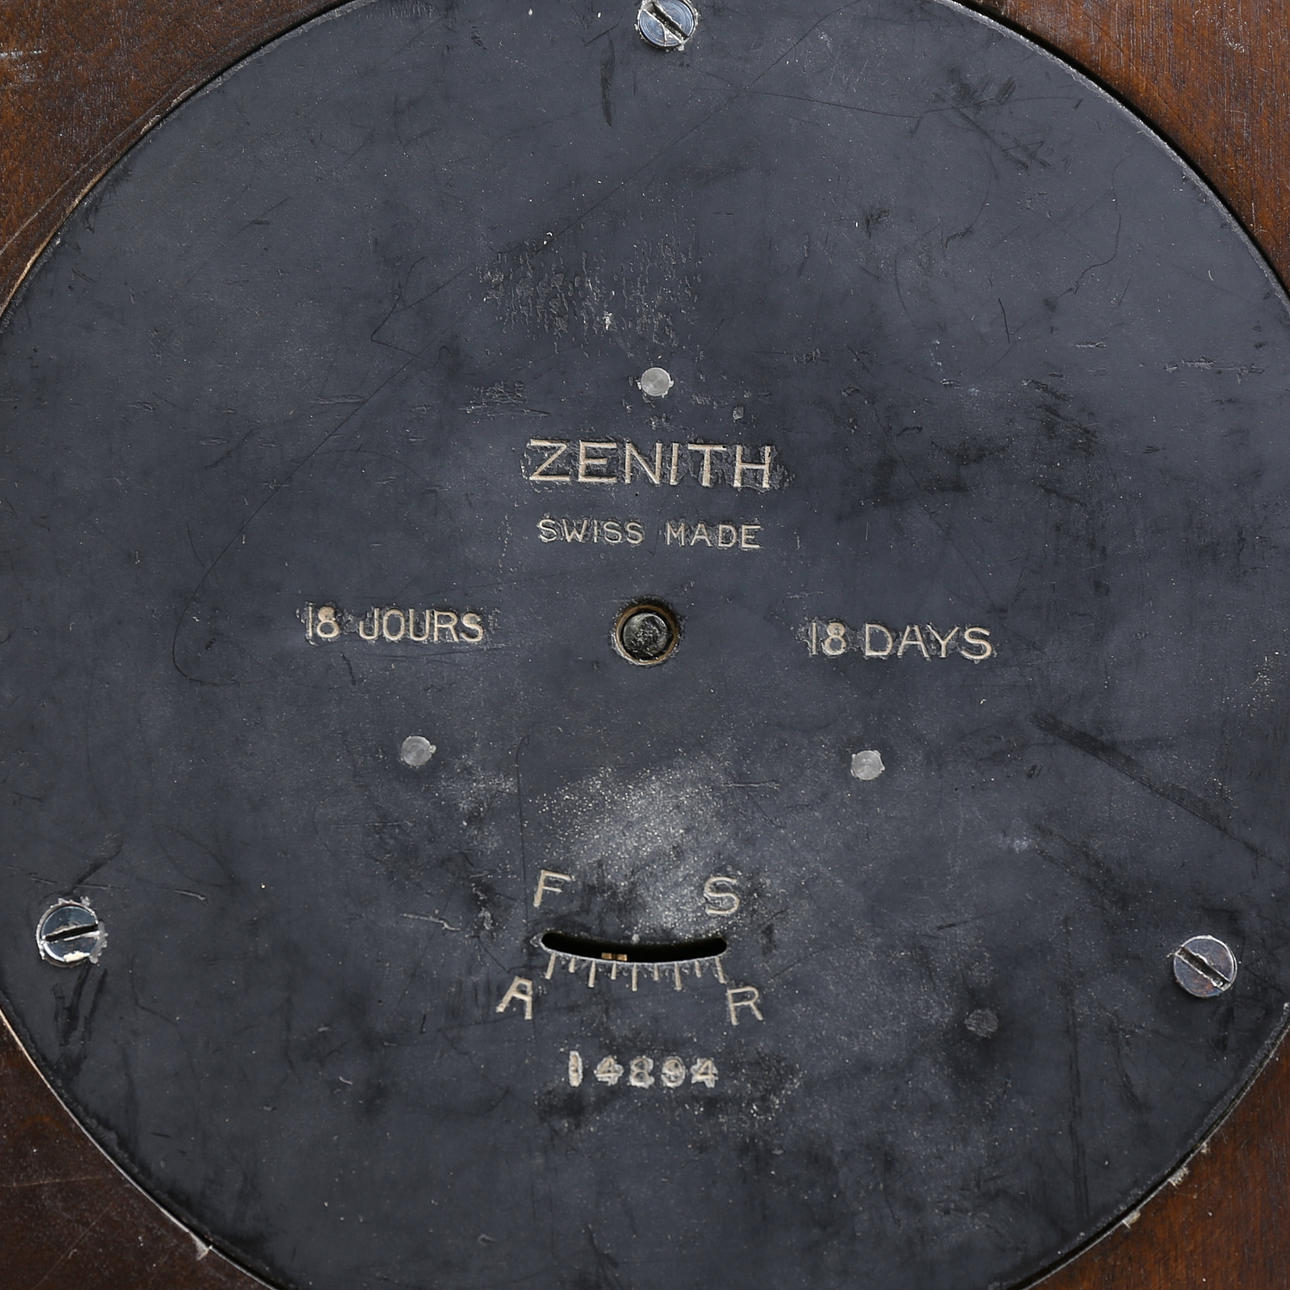 ZENITH
SWISS MADE
18 JOURS
18 DAYS
F S
A R
14894